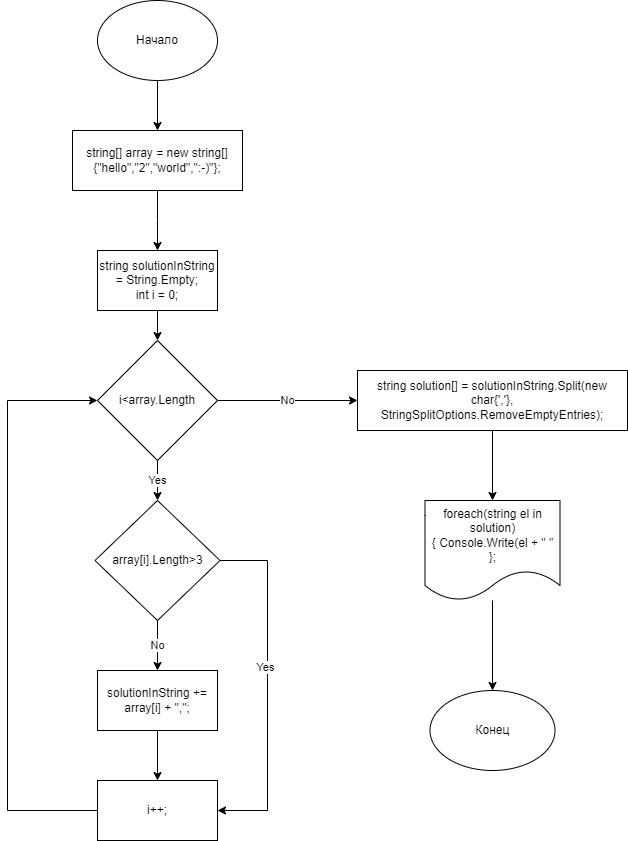 Начало
string[] array = new string[]
{"hello","2","world",":-)"};
string solutionInString
= String.Empty;
int i = 0;
i<array.Length
No
string solution[] = solutionInString.Split(new
char{','},
StringSplitOptions.RemoveEmptyEntries);
Yes
array[i].Length>3
foreach(string el in
solution)
{ Console.Write(el + " "
};
No
Yes
solutionInString +=
array[i] + ",";
Конец
i++;